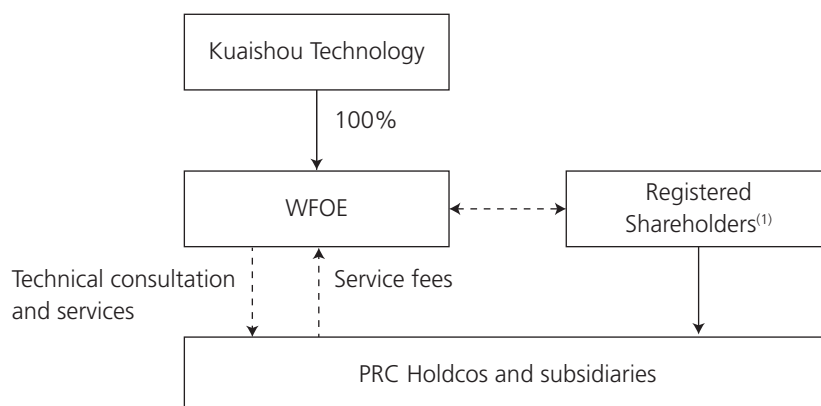 Kuaishou Technology
100%
WFOE
Registered
Shareholders(1)
Technical consultation
and services
Service fees
PRC Holdcos and subsidiaries